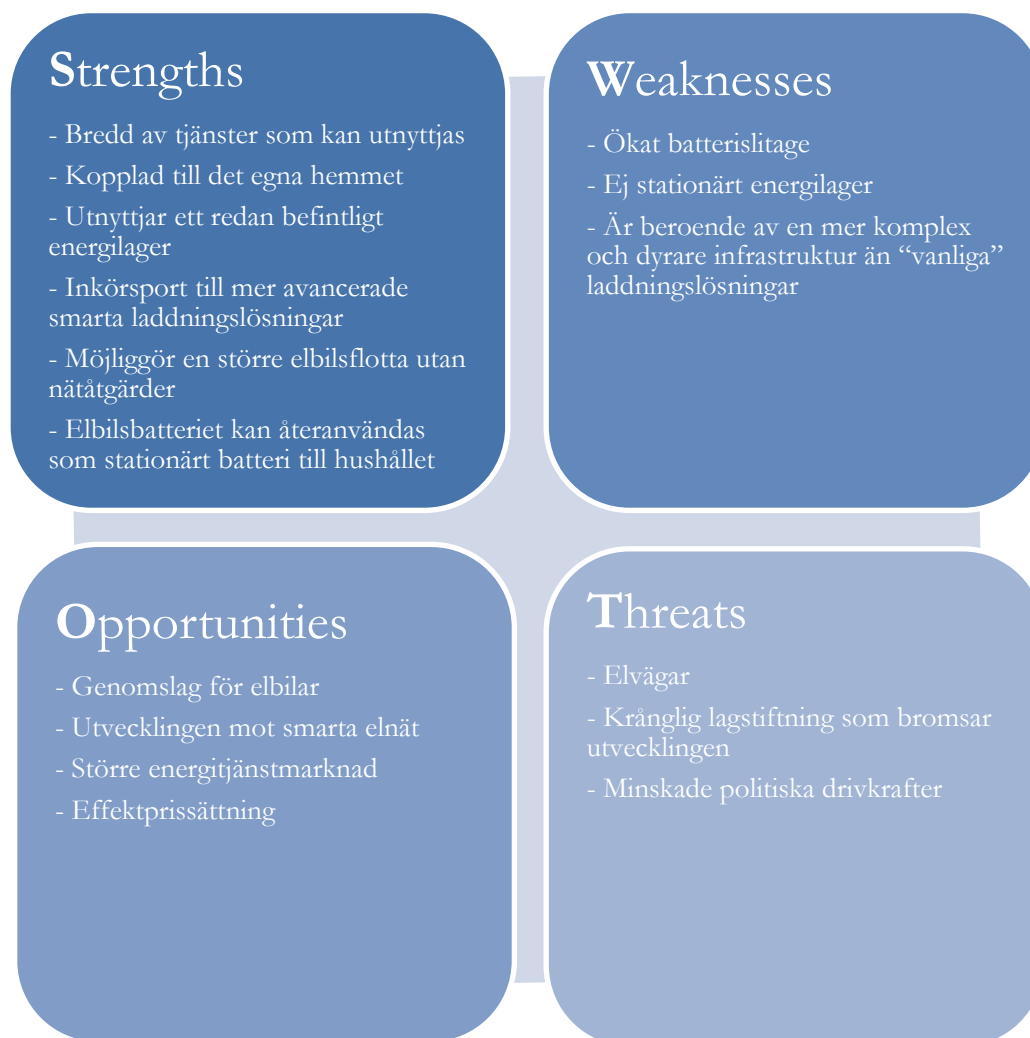 Strengths
- Bredd av tjänster som kan utnyttjas
- Kopplad till det egna hemmet
- Utnyttjar ett redan befintligt
energilager
- Inkörsport till mer avancerade
smarta laddningslösningar
- Möjliggör en större elbilsflotta utan
nätåtgärder
- Elbilsbatteriet kan återanvändas
som stationärt batteri till hushållet
Weaknesses
- Ökat batterislitage
- Ej stationärt energilager
- Är beroende av en mer komplex
och dyrare infrastruktur än “vanliga”
laddningslösningar
Opportunities
- Genomslag för elbilar
- Utvecklingen mot smarta elnät
- Större energitjänstmarknad
- Effektprissättning
Threats
- Elvägar
- Krånglig lagstiftning som bromsar
utvecklingen
- Minskade politiska drivkrafter